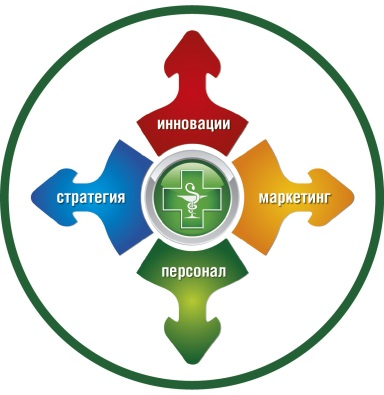 инновации
стратегия
маркетинг
персонал